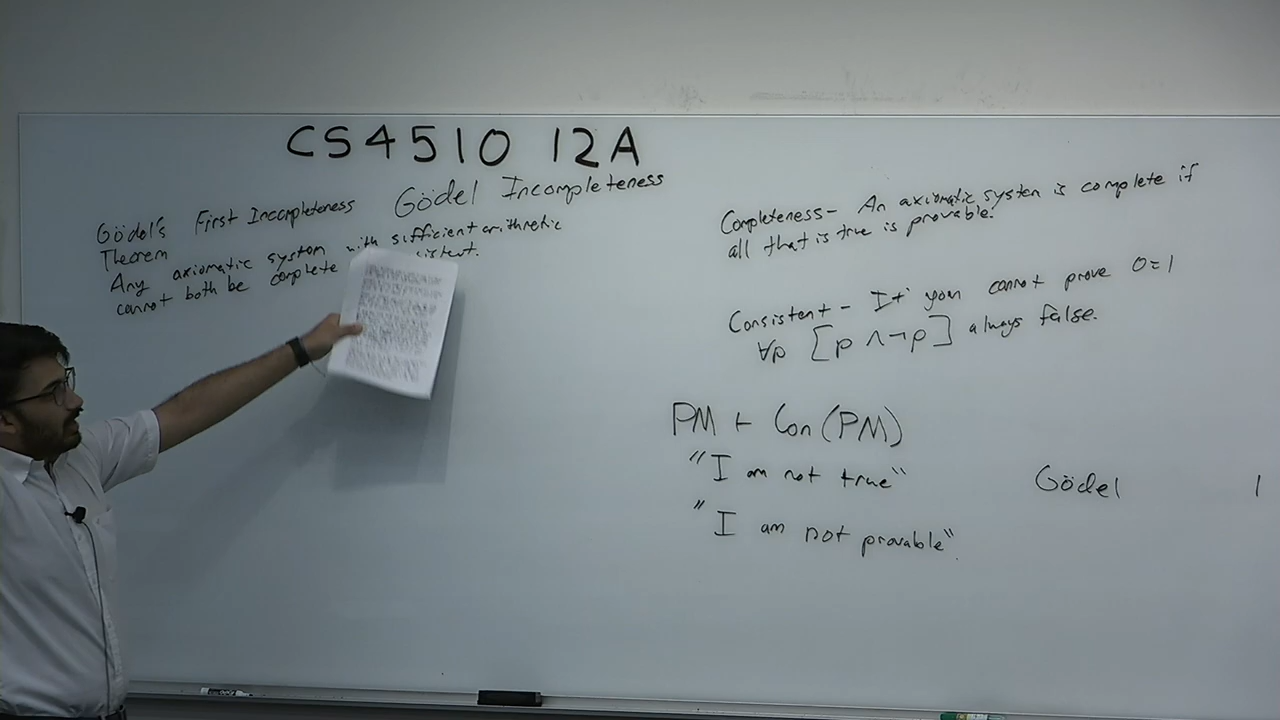 CS4510 12A
Gödel Incompleteness
Gödel's First Incompleteness
Theorem
Any axiomatic system with sufficient arithmetic
cannot both be complete sistent.
Completeness- An axiomatic system is complete if
all that is true is provable.
Consistent - If you cannot prove 0=1
∀p [p ∧ ¬p] always false.
PM ⊢ Con(PM)
"I am not true"
"I am not provable".
Gödel
1